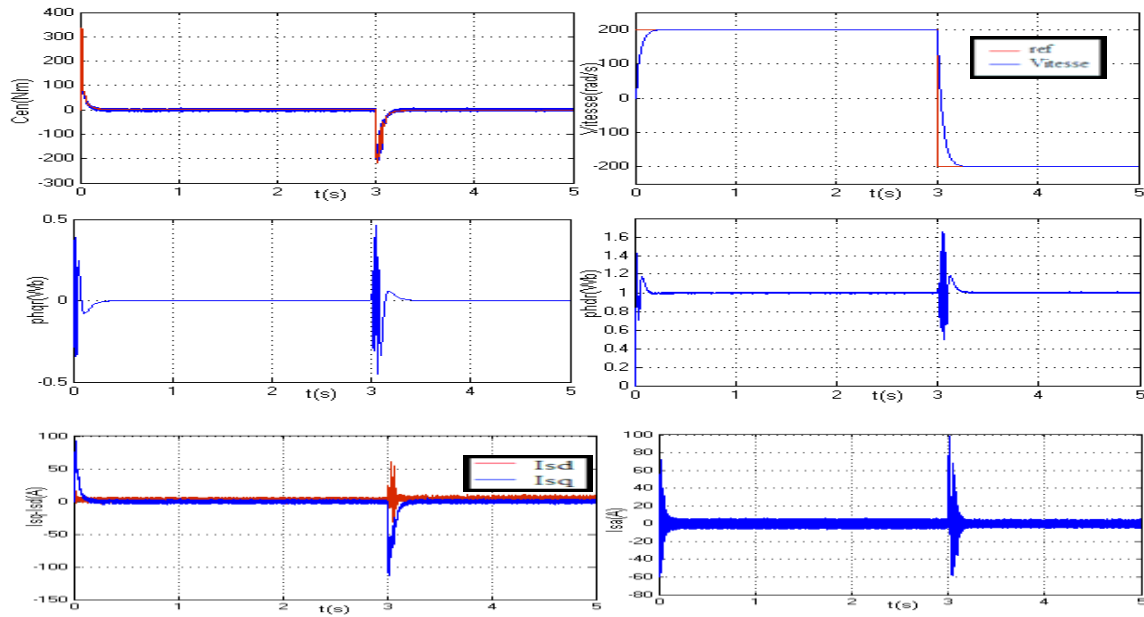 400
300
200
100
0
-100
-200
-300
0 1 2 3 4 5
Cen(Nm)
t(s)
200
100
0
-100
-200
0 1 2 3 4 5
Vitesse(rad/s)
t(s)
ref
Vitesse
0.5
0
-0.5
0 1 2 3 4 5
phqr(Wb)
t(s)
1.6
1.4
1.2
1
0.8
0.6
0.4
0.2
0
0 1 2 3 4 5
phdr(Wb)
t(s)
100
50
0
-50
-100
-150
0 1 2 3 4 5
Isq-Isd(A)
t(s)
Isd
Isq
100
80
60
40
20
0
-20
-40
-60
-80
0 1 2 3 4 5
Isa(A)
t(s)